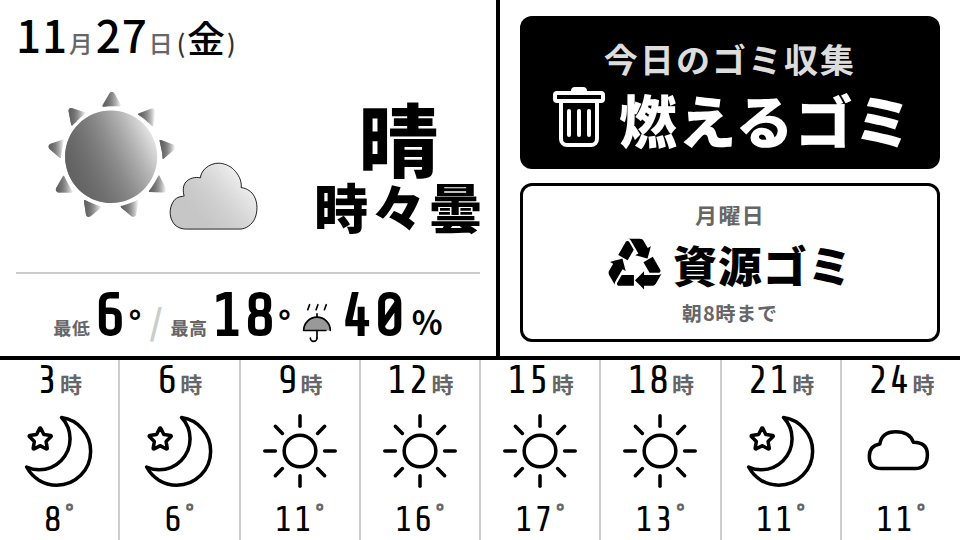 11月27日(金)
晴
時々曇
最低 6° / 最高 18° 40%
今日のゴミ収集
燃えるゴミ
月曜日
資源ゴミ
朝8時まで
3時 6時 9時 12時 15時 18時 21時 24時
8° 6° 11° 16° 17° 13° 11° 11°